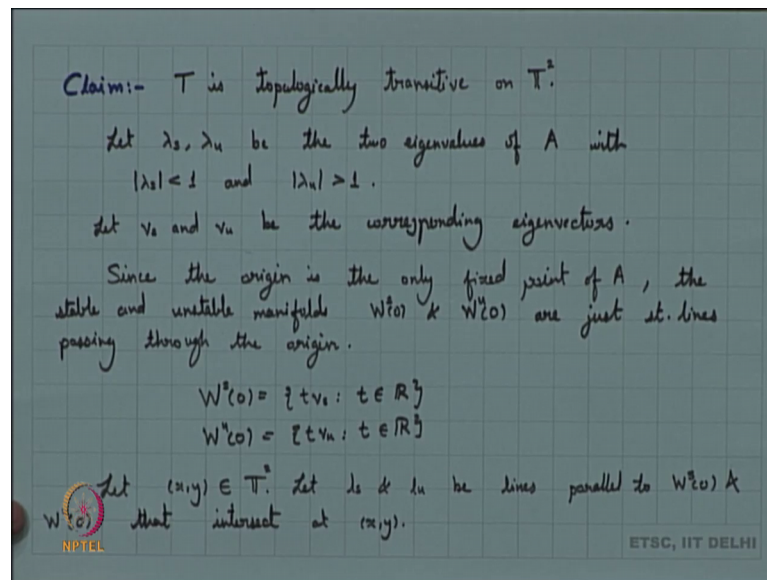 Claim:- T is topologically transitive on 𝕋².
Let λs, λu be the two eigenvalues of A with
|λs| < 1 and |λu| > 1.
Let vs and vu be the corresponding eigenvectors.
Since the origin is the only fixed point of A, the
stable and unstable manifolds Wˢ(0) & Wᵘ(0) are just st. lines
passing through the origin.
Wˢ(0) = {tvs : t ∈ ℝ}
Wᵘ(0) = {tvu : t ∈ ℝ}
Let (x,y) ∈ 𝕋². Let ls & lu be lines parallel to Wˢ(0) &
Wᵘ(0) that intersect at (x,y).
NPTEL
ETSC, IIT DELHI